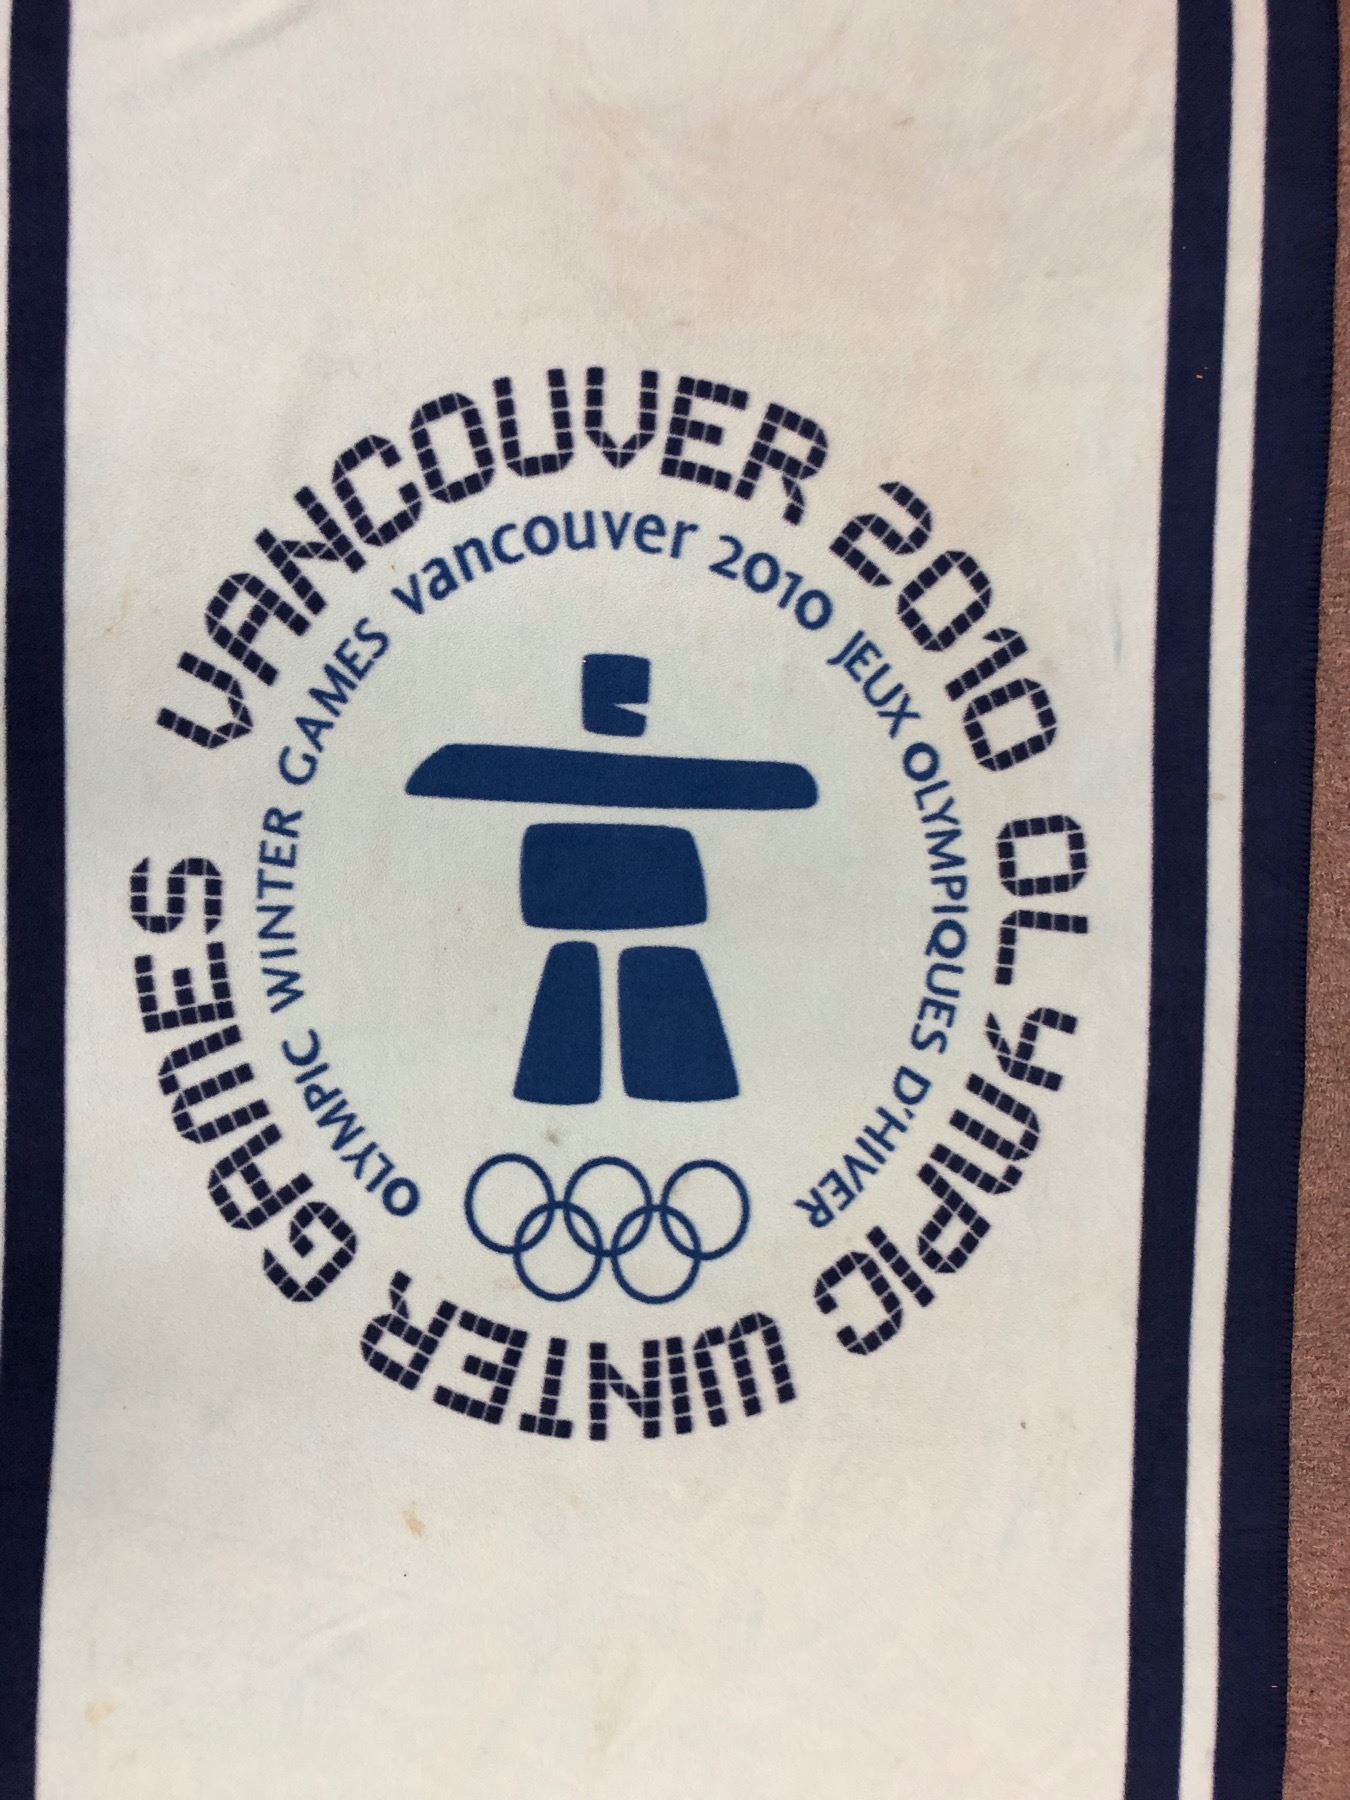 VANCOUVER 2010 OLYMPIC WINTER GAMES
OLYMPIC WINTER GAMES vancouver 2010 JEUX OLYMPIQUES D'HIVER